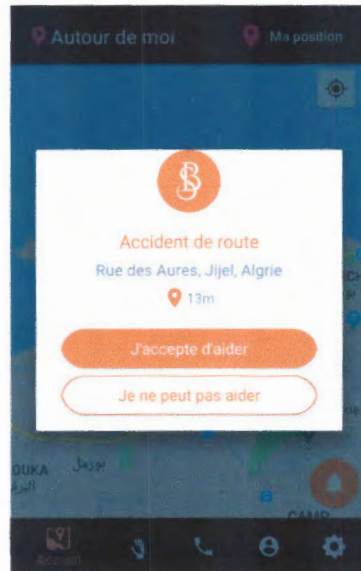 Autour de moi
Ma position
Accident de route
Rue des Aures, Jijel, Algrie
13m
J'accepte d'aider
Je ne peut pas aider
OUKA
بورمل
CAMP
Accueil